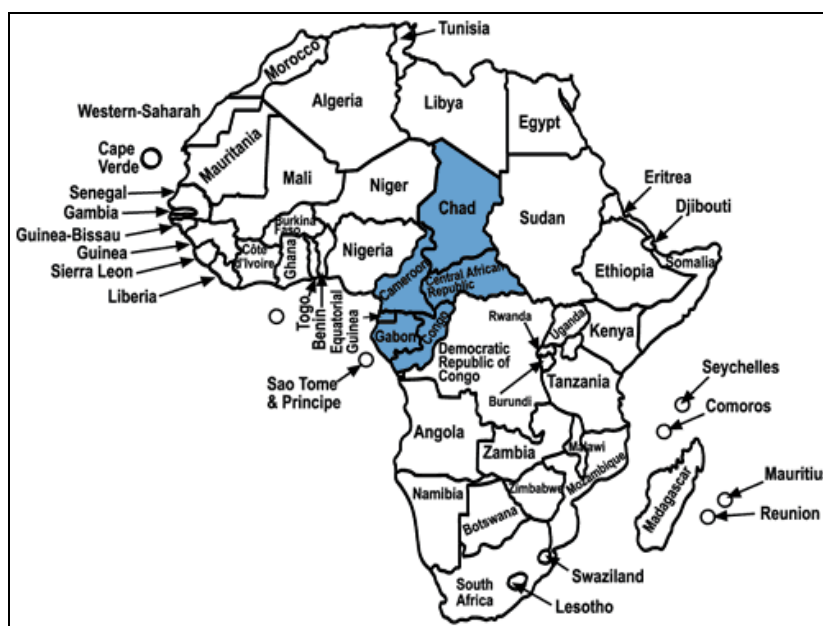 Tunisia
Morocco
Algeria
Libya
Egypt
Western-Saharah
Mauritania
Cape
Verde
Mali
Niger
Chad
Sudan
Eritrea
Djibouti
Senegal
Gambia
Guinea-Bissau
Guinea
Sierra Leon
Liberia
Burkina
Faso
Côte
d'Ivoire
Ghana
Togo
Benin
Nigeria
Cameroon
Central African
Republic
Ethiopia
Somalia
Equatorial
Guinea
Gabon
Congo
Sao Tome
& Principe
Democratic
Republic of
Congo
Rwanda
Burundi
Uganda
Kenya
Tanzania
Seychelles
Comoros
Angola
Zambia
Malawi
Mozambique
Madagascar
Mauritiu
Reunion
Namibia
Botswana
Zimbabwe
Swaziland
South
Africa
Lesotho